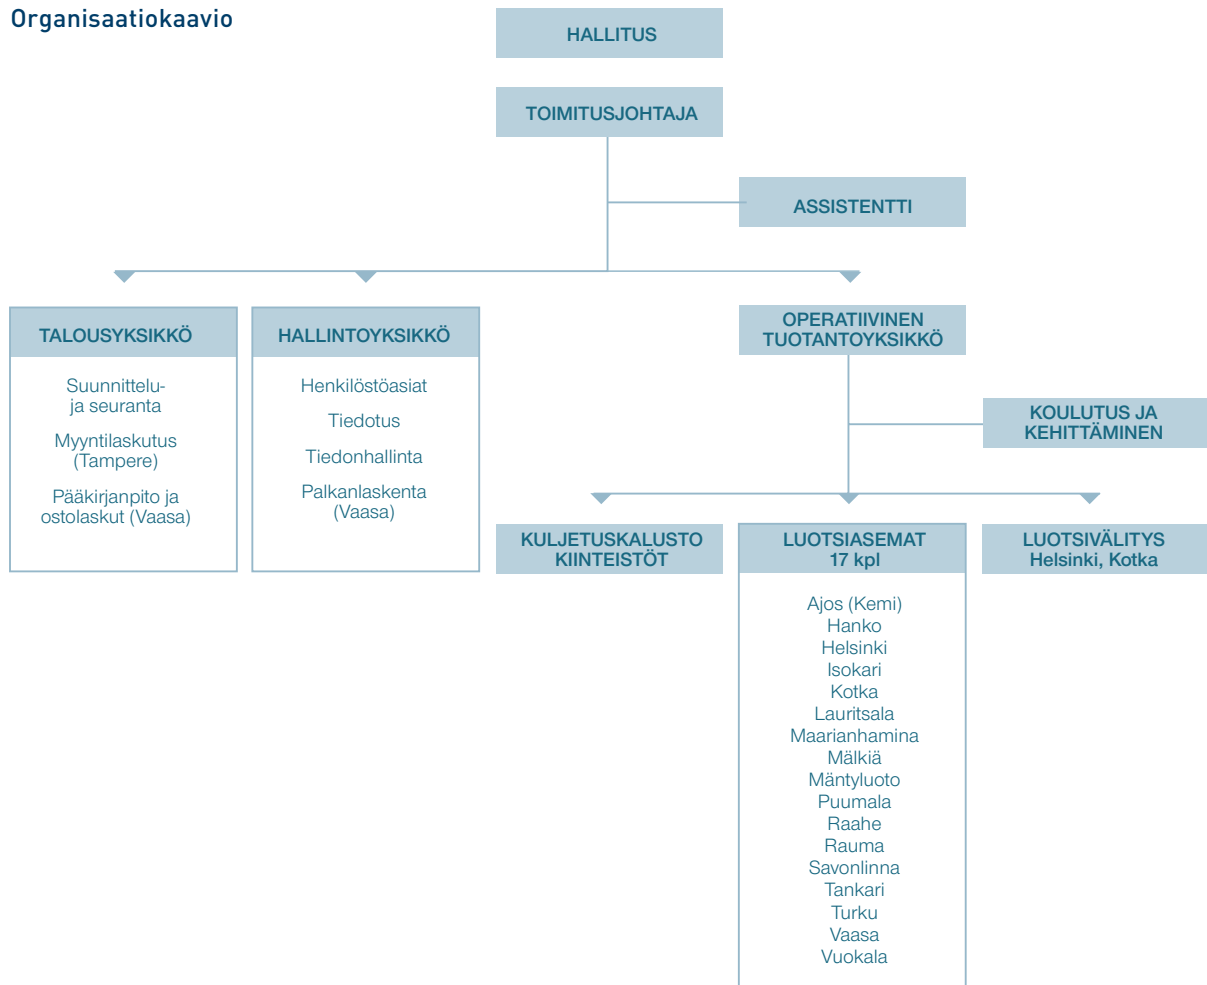 Organisaatiokaavio
HALLITUS
TOIMITUSJOHTAJA
ASSISTENTTI
TALOUSYKSIKKÖ
Suunnittelu-
ja seuranta
Myyntilaskutus
(Tampere)
Pääkirjanpito ja
ostolaskut (Vaasa)
HALLINTOYKSIKKÖ
Henkilöstöasiat
Tiedotus
Tiedonhallinta
Palkanlaskenta
(Vaasa)
OPERATIIVINEN
TUOTANTOYKSIKKÖ
KOULUTUS JA
KEHITTÄMINEN
KULJETUSKALUSTO
KIINTEISTÖT
LUOTSIASEMAT
17 kpl
Ajos (Kemi)
Hanko
Helsinki
Isokari
Kotka
Lauritsala
Maarianhamina
Mälkiä
Mäntyluoto
Puumala
Raahe
Rauma
Savonlinna
Tankari
Turku
Vaasa
Vuokala
LUOTSIVÄLITYS
Helsinki, Kotka